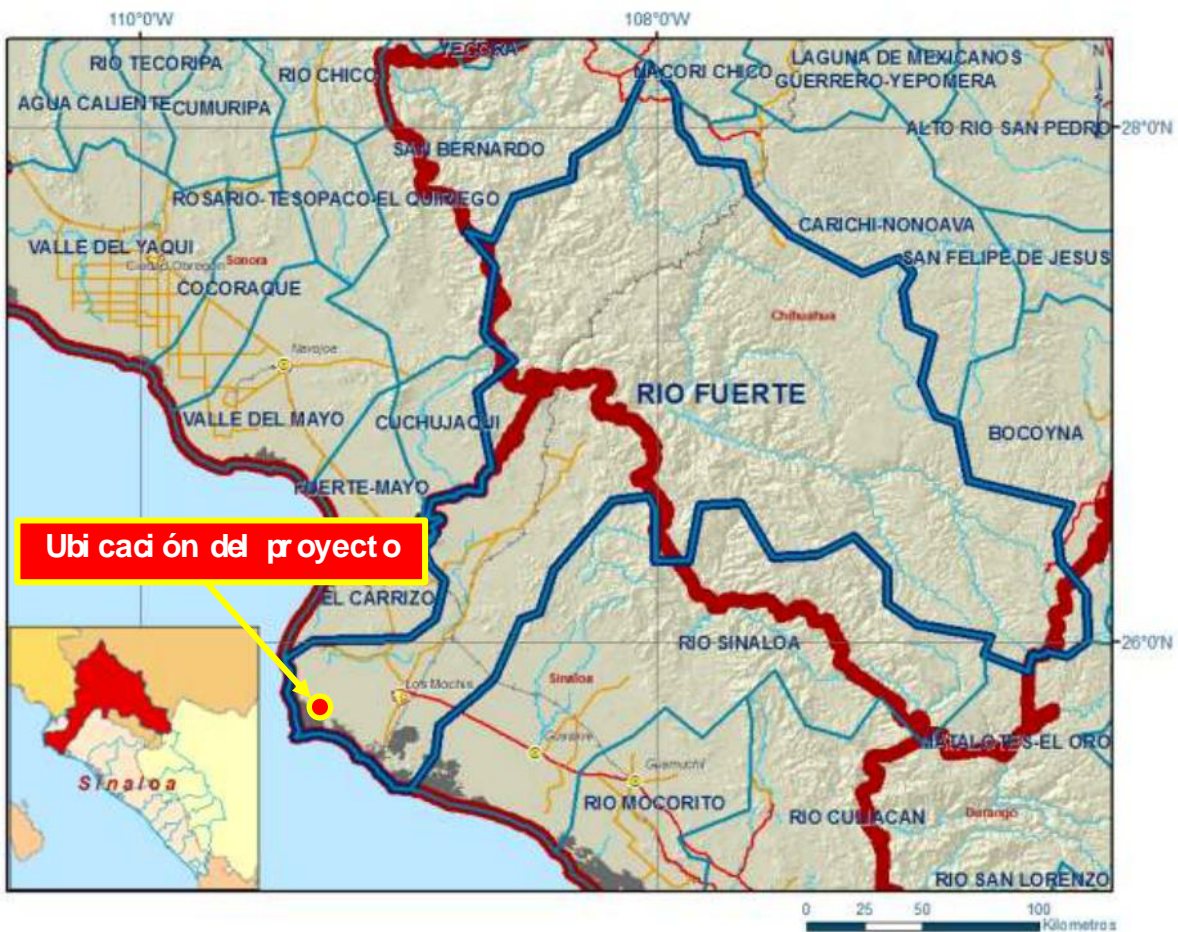 110°0'W
108°0'W
YECORA
N
RIO TECORIPA
RIO CHICO
NACORI CHICO
LAGUNA DE MEXICANOS
GUERRERO-YEPOMERA
AGUA CALIENTE
CUMURIPA
ALTO RIO SAN PEDRO
28°0'N
SAN BERNARDO
ROSARIO-TESOPACO-EL QUIRIEGO
CARICHI-NONOAVA
VALLE DEL YAQUI
Ciudad Obregon
Sonora
SAN FELIPE DE JESUS
COCORAQUE
Chihuahua
Navojoa
RIO FUERTE
VALLE DEL MAYO
CUCHUJAQUI
BOCOYNA
FUERTE-MAYO
Ubicación del proyecto
EL CARRIZO
RIO SINALOA
26°0'N
Los Mochis
Sinaloa
Guasave
MATALOTES-EL ORO
Guamuchil
Sinaloa
RIO MOCORITO
RIO CULIACAN
Durango
RIO SAN LORENZO
0 25 50 100
Kilometros